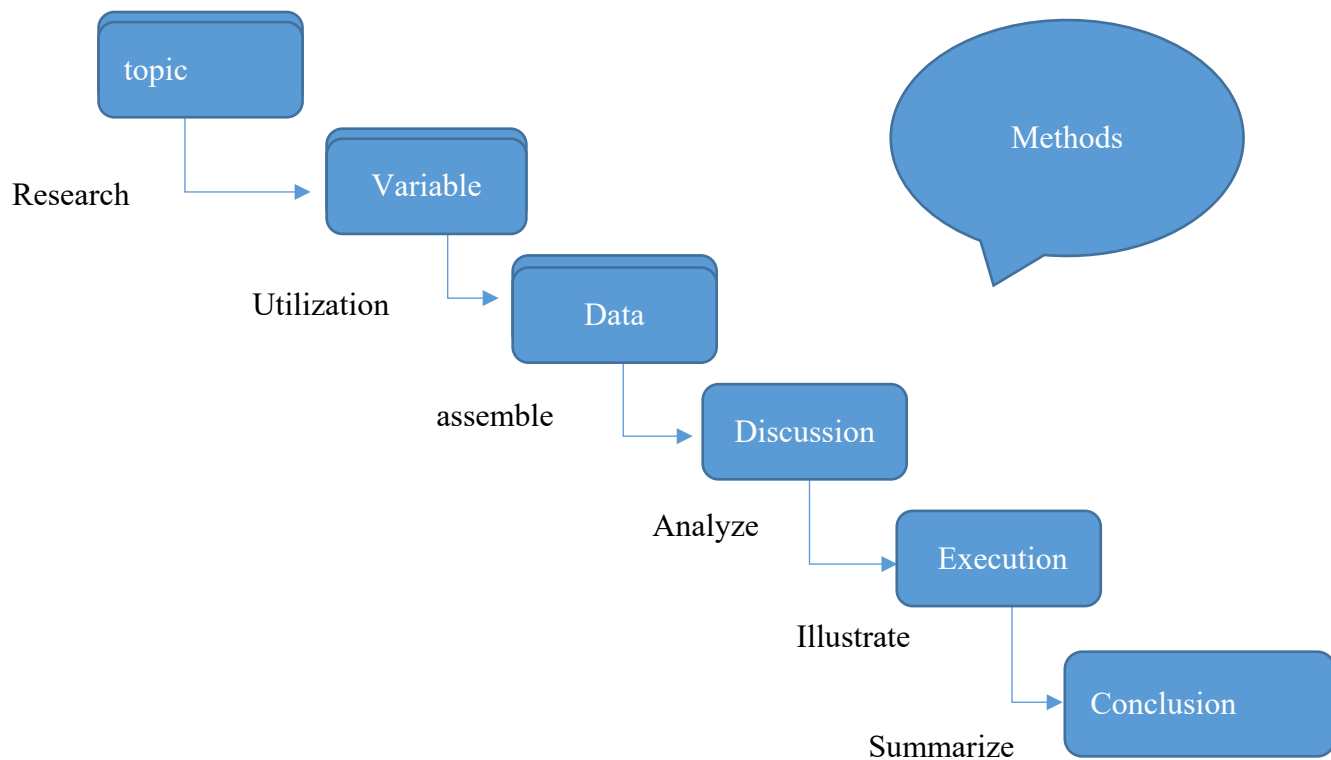 topic
Methods
Variable
Research
Utilization
Data
assemble
Discussion
Analyze
Execution
Illustrate
Conclusion
Summarize